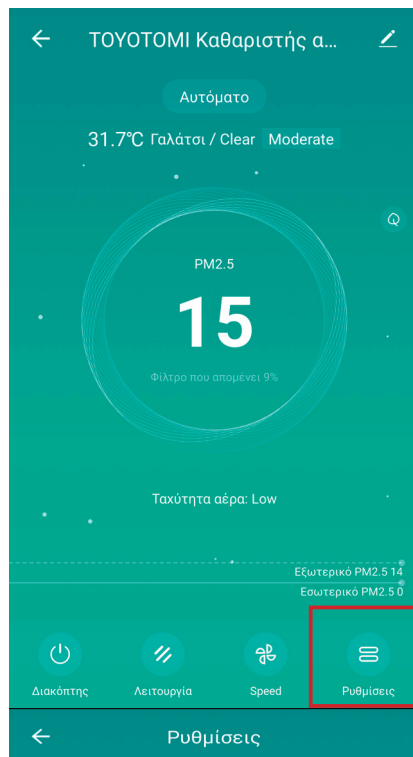 TOYOTOMI Καθαριστής α...
Αυτόματο
31.7℃ Γαλάτσι / Clear Moderate
PM2.5
15
Φίλτρο που απομένει 9%
Ταχύτητα αέρα: Low
Εξωτερικό PM2.5 14
Εσωτερικό PM2.5 0
Διακόπτης Λειτουργία Speed Ρυθμίσεις
Ρυθμίσεις